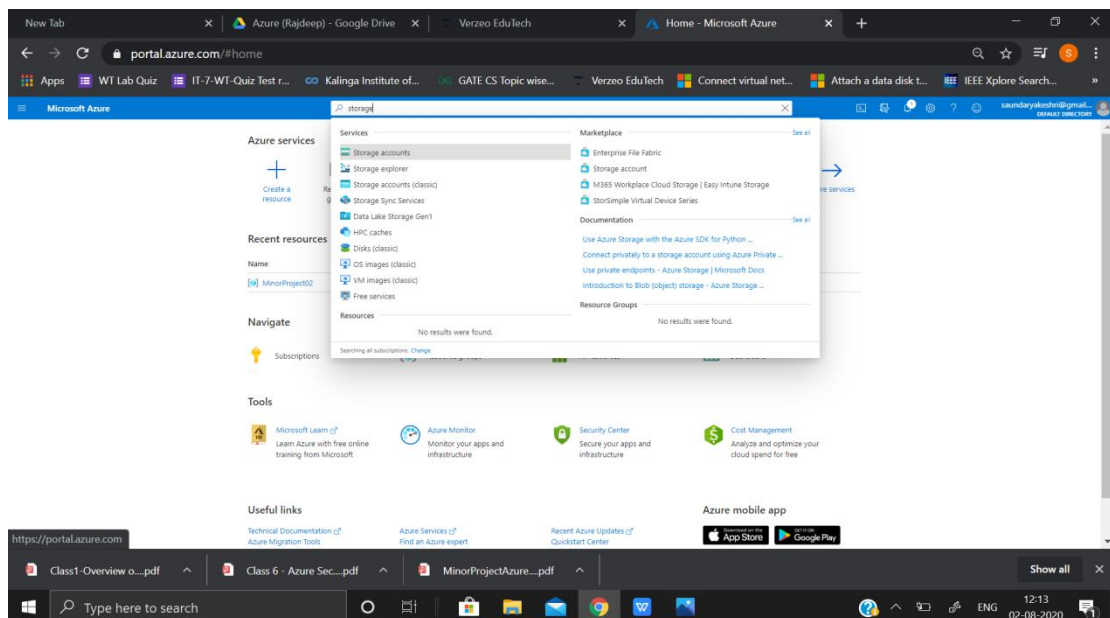 New Tab
Azure (Rajdeep) - Google Drive
Verzeo EduTech
Home - Microsoft Azure
portal.azure.com/#home
Apps
WT Lab Quiz
IT-7-WT-Quiz Test r...
Kalinga Institute of...
GATE CS Topic wise...
Verzeo EduTech
Connect virtual net...
Attach a data disk t...
IEEE Xplore Search...
Microsoft Azure
storage
saundaryakeshri@gmail...
DEFAULT DIRECTORY
Azure services
Create a
resource
Services
Storage accounts
Storage explorer
Storage accounts (classic)
Storage Sync Services
Data Lake Storage Gen1
HPC caches
Disks (classic)
OS images (classic)
VM images (classic)
Free services
Resources
No results were found.
Searching all subscriptions. Change
Marketplace
See all
Enterprise File Fabric
Storage account
M365 Workplace Cloud Storage | Easy Intune Storage
StorSimple Virtual Device Series
Documentation
See all
Use Azure Storage with the Azure SDK for Python ...
Connect privately to a storage account using Azure Private ...
Use private endpoints - Azure Storage | Microsoft Docs
Introduction to Blob (object) storage - Azure Storage ...
Resource Groups
No results were found.
services
Recent resources
Name
MinorProject02
Navigate
Subscriptions
Tools
Microsoft Learn
Learn Azure with free online
training from Microsoft
Azure Monitor
Monitor your apps and
infrastructure
Security Center
Secure your apps and
infrastructure
Cost Management
Analyze and optimize your
cloud spend for free
Useful links
Technical Documentation
Azure Migration Tools
Azure Services
Find an Azure expert
Recent Azure Updates
Quickstart Center
Azure mobile app
Download on the
App Store
GET IT ON
Google Play
https://portal.azure.com
Class1-Overview o....pdf
Class 6 - Azure Sec....pdf
MinorProjectAzure....pdf
Show all
Type here to search
ENG
12:13
02-08-2020